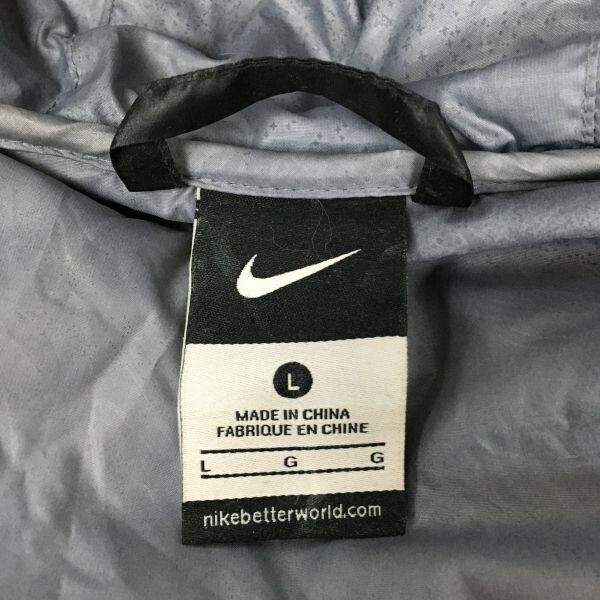 L
MADE IN CHINA
FABRIQUE EN CHINE
L G G
nikebetterworld.com